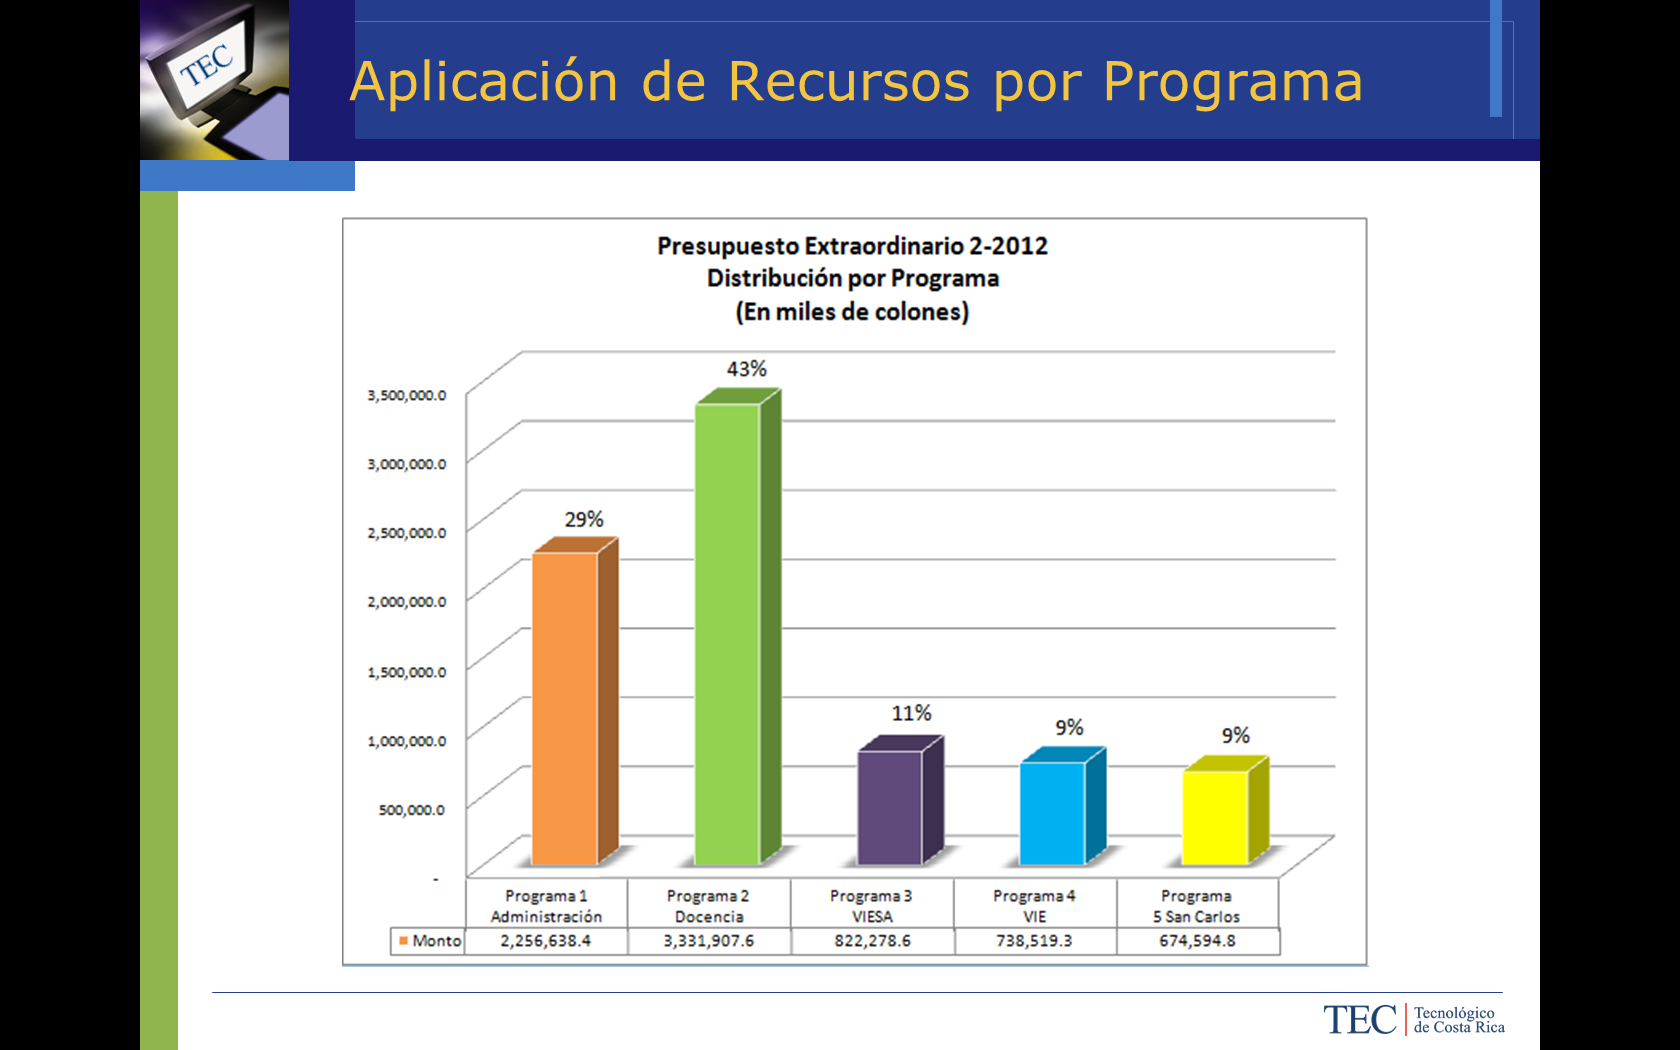 TEC
Aplicación de Recursos por Programa
Presupuesto Extraordinario 2-2012
Distribución por Programa
(En miles de colones)
43%
3,500,000.0
3,000,000.0
29%
2,500,000.0
2,000,000.0
1,500,000.0
11%
9%
9%
1,000,000.0
500,000.0
-
Programa 1 Programa 2 Programa 3 Programa 4 Programa
Administración Docencia VIESA VIE 5 San Carlos
Monto 2,256,638.4 3,331,907.6 822,278.6 738,519.3 674,594.8
TEC Tecnológico
de Costa Rica